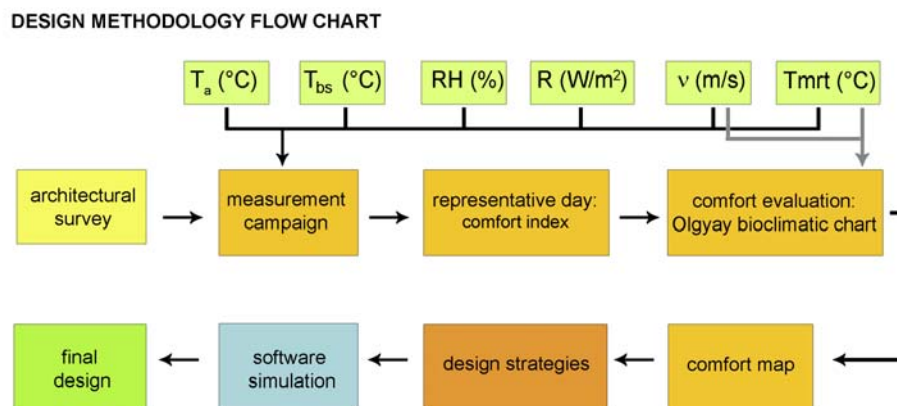 DESIGN METHODOLOGY FLOW CHART
Ta (°C)
Tbs (°C)
RH (%)
R (W/m²)
v (m/s)
Tmrt (°C)
architectural
survey
measurement
campaign
representative day:
comfort index
comfort evaluation:
Olgyay bioclimatic chart
final
design
software
simulation
design strategies
comfort map